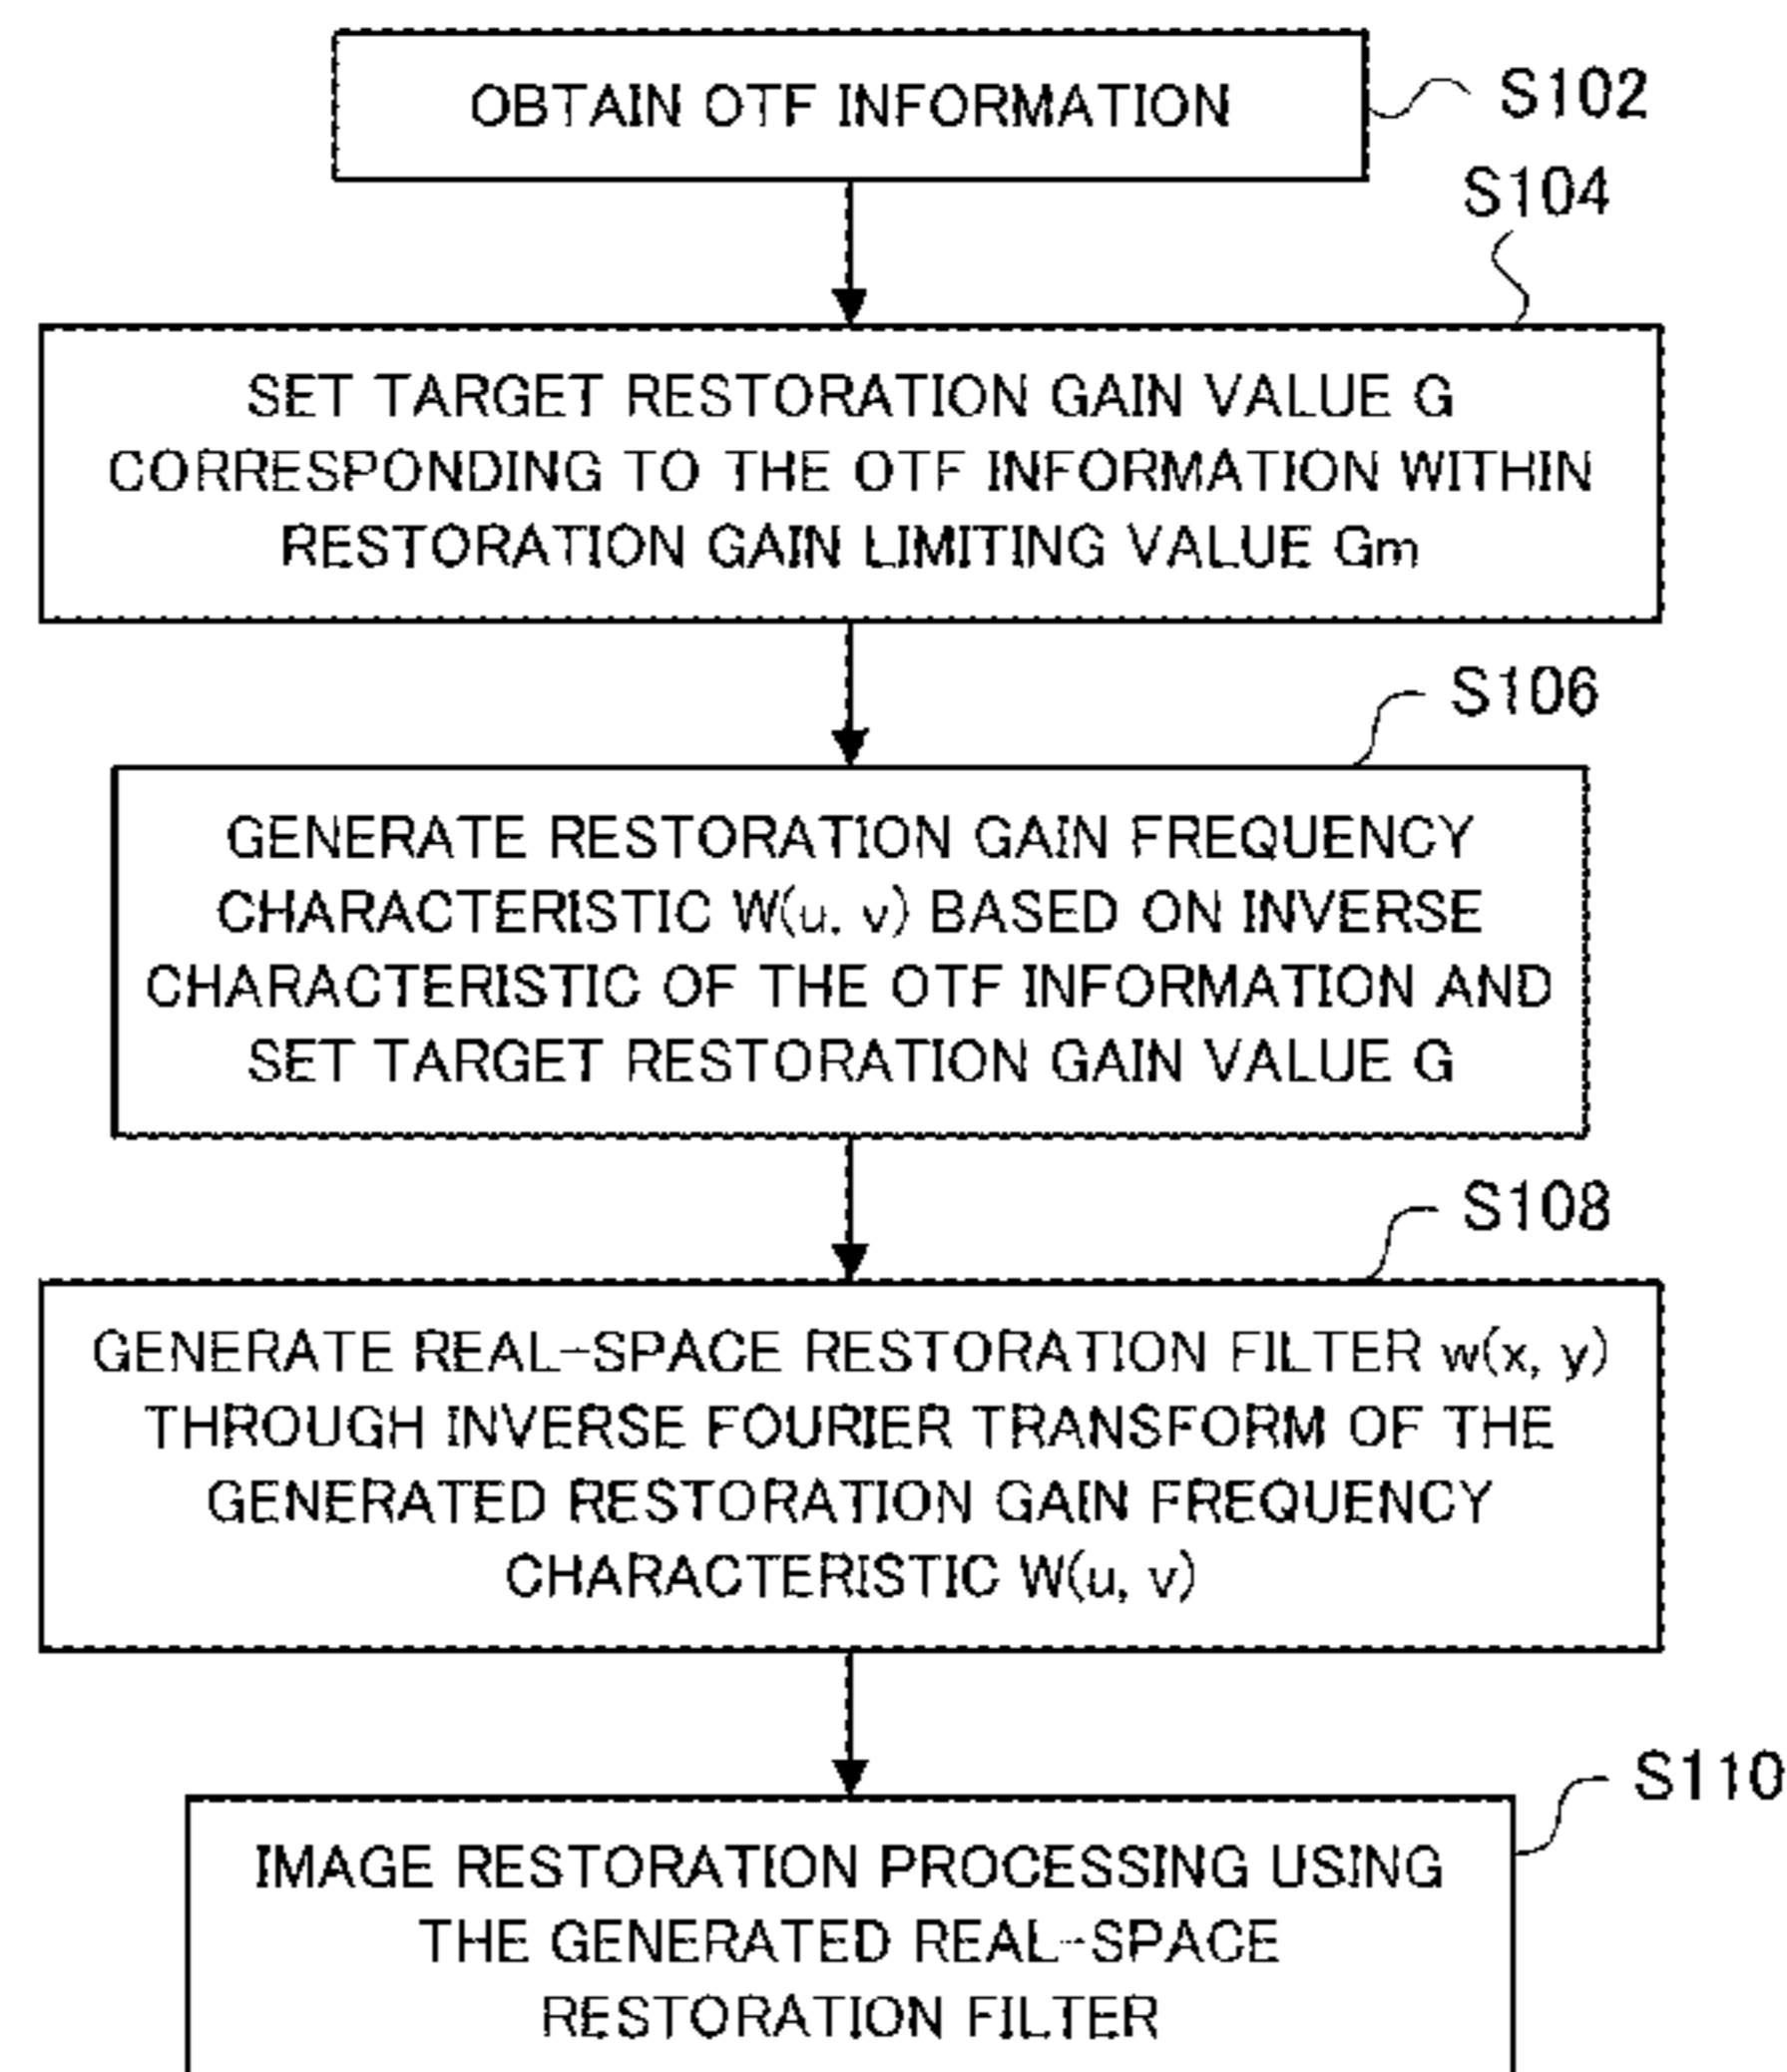 OBTAIN OTF INFORMATION
S102
S104
SET TARGET RESTORATION GAIN VALUE G
CORRESPONDING TO THE OTF INFORMATION WITHIN
RESTORATION GAIN LIMITING VALUE Gm
S106
GENERATE RESTORATION GAIN FREQUENCY
CHARACTERISTIC W(u, v) BASED ON INVERSE
CHARACTERISTIC OF THE OTF INFORMATION AND
SET TARGET RESTORATION GAIN VALUE G
S108
GENERATE REAL-SPACE RESTORATION FILTER w(x, y)
THROUGH INVERSE FOURIER TRANSFORM OF THE
GENERATED RESTORATION GAIN FREQUENCY
CHARACTERISTIC W(u, v)
S110
IMAGE RESTORATION PROCESSING USING
THE GENERATED REAL-SPACE
RESTORATION FILTER